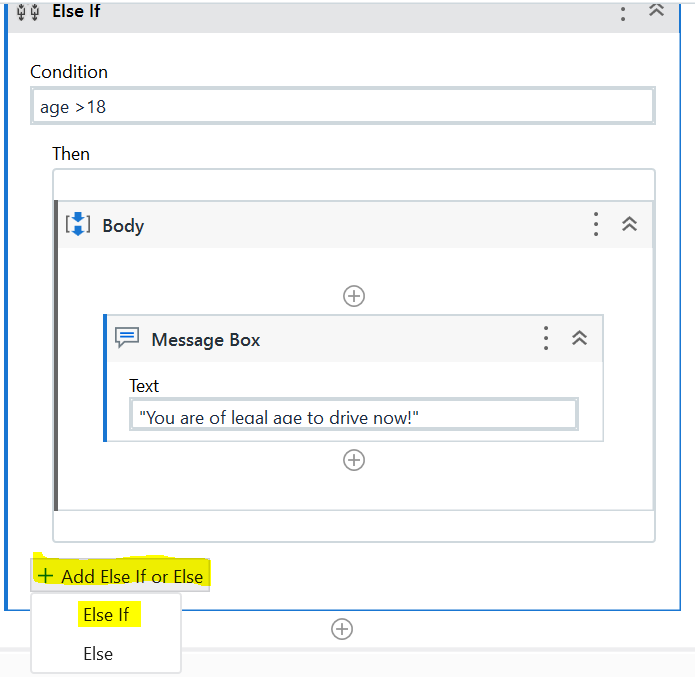 Else If
Condition
age >18
Then
Body
Message Box
Text
"You are of legal age to drive now!"
+ Add Else If or Else
Else If
Else